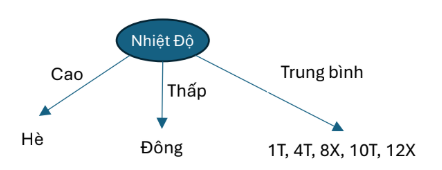 Nhiệt Độ
Cao
Thấp
Trung bình
Hè
Đông
1T, 4T, 8X, 10T, 12X